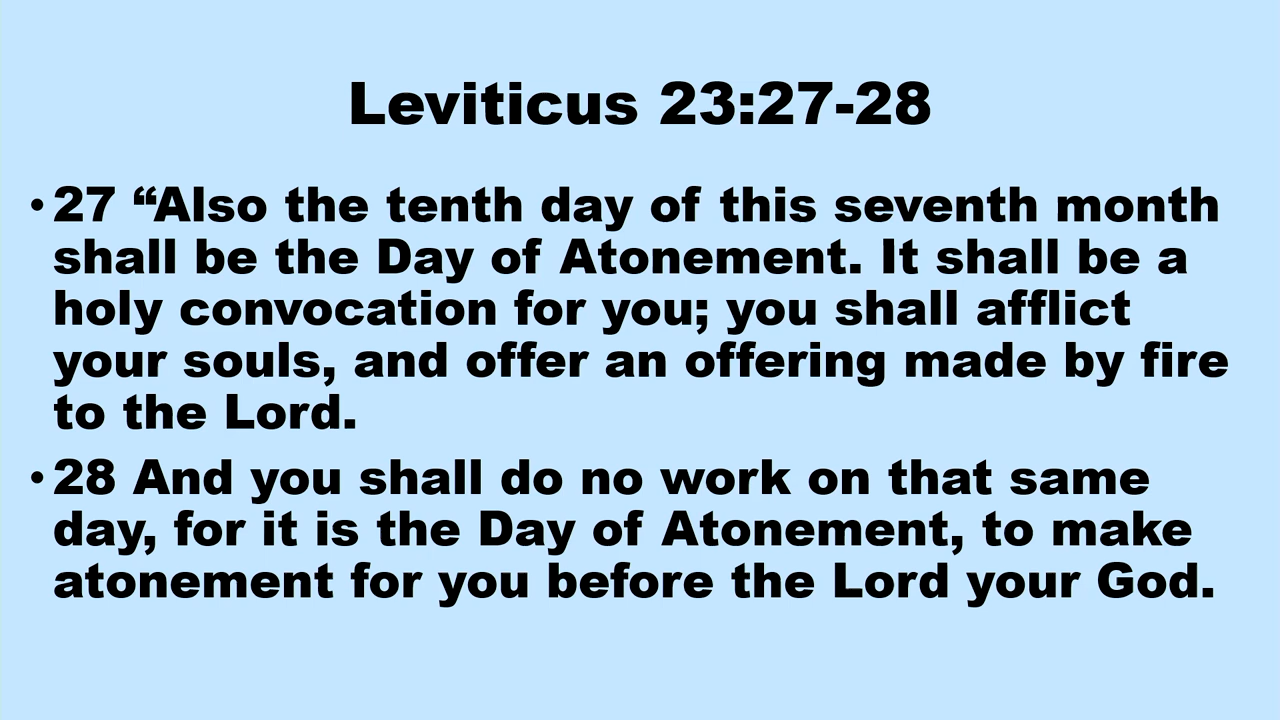 Leviticus 23:27-28
• 27 “Also the tenth day of this seventh month
shall be the Day of Atonement. It shall be a
holy convocation for you; you shall afflict
your souls, and offer an offering made by fire
to the Lord.
• 28 And you shall do no work on that same
day, for it is the Day of Atonement, to make
atonement for you before the Lord your God.